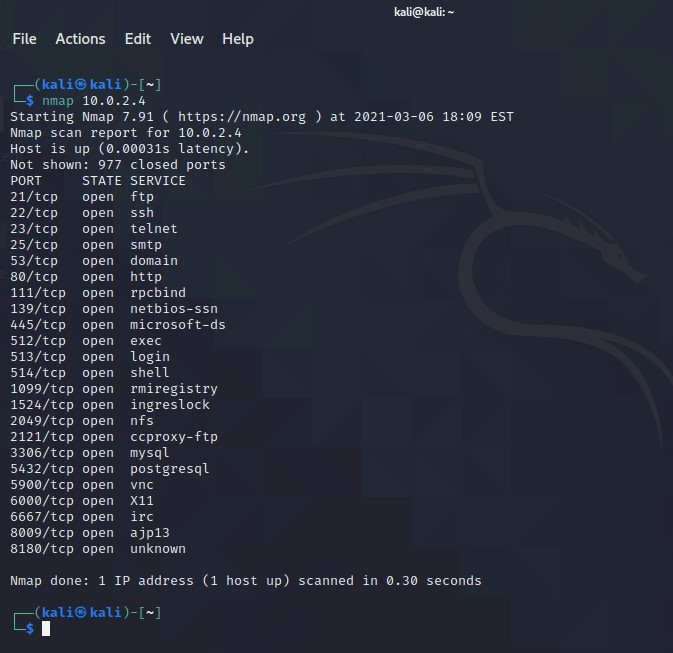 kali@kali: ~
File Actions Edit View Help
┌──(kali㉿kali)-[~]
└─$ nmap 10.0.2.4
Starting Nmap 7.91 ( https://nmap.org ) at 2021-03-06 18:09 EST
Nmap scan report for 10.0.2.4
Host is up (0.00031s latency).
Not shown: 977 closed ports
PORT     STATE SERVICE
21/tcp   open  ftp
22/tcp   open  ssh
23/tcp   open  telnet
25/tcp   open  smtp
53/tcp   open  domain
80/tcp   open  http
111/tcp  open  rpcbind
139/tcp  open  netbios-ssn
445/tcp  open  microsoft-ds
512/tcp  open  exec
513/tcp  open  login
514/tcp  open  shell
1099/tcp open  rmiregistry
1524/tcp open  ingreslock
2049/tcp open  nfs
2121/tcp open  ccproxy-ftp
3306/tcp open  mysql
5432/tcp open  postgresql
5900/tcp open  vnc
6000/tcp open  X11
6667/tcp open  irc
8009/tcp open  ajp13
8180/tcp open  unknown
Nmap done: 1 IP address (1 host up) scanned in 0.30 seconds
┌──(kali㉿kali)-[~]
└─$